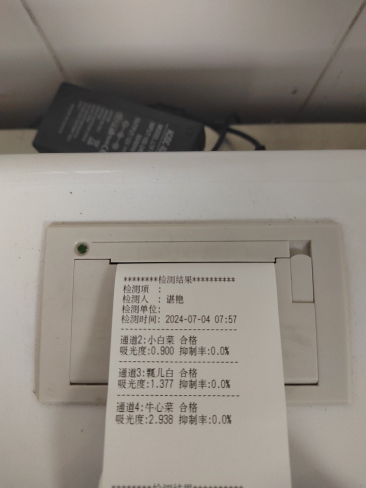 ********检测结果**********
检测项 ：
检测人 ：谌艳
检测单位:
检测时间: 2024-07-04 07:57
通道2:小白菜 合格
吸光度:0.900 抑制率:0.0%
通道3:瓢儿白 合格
吸光度:1.377 抑制率:0.0%
通道4:牛心菜 合格
吸光度:2.938 抑制率:0.0%